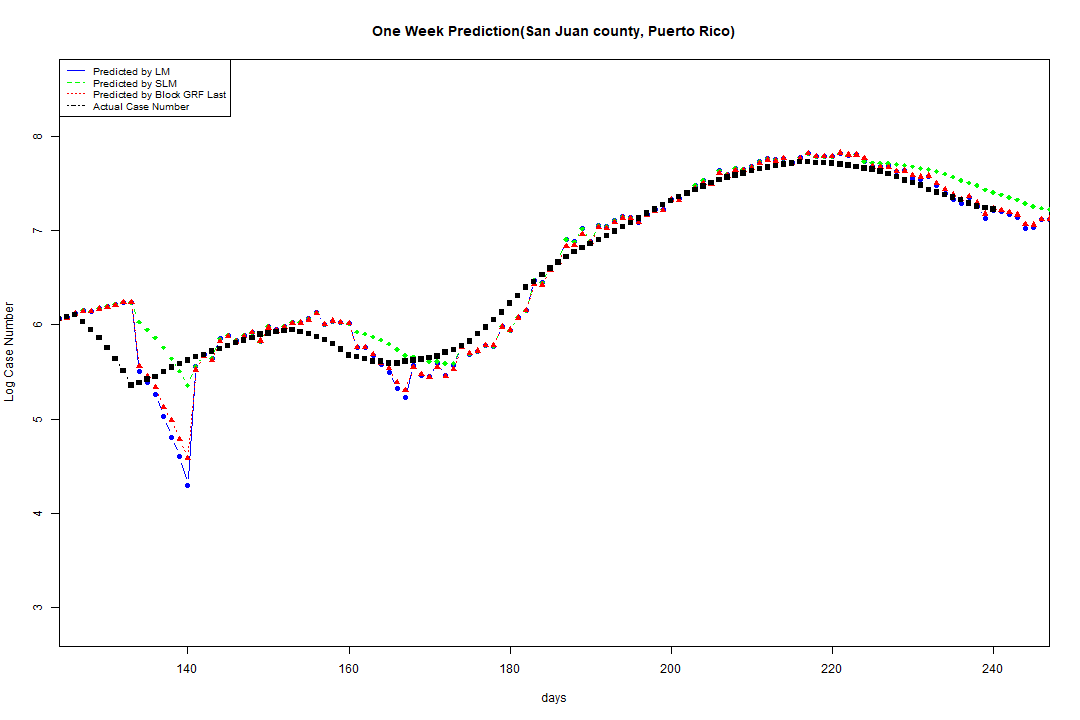 One Week Prediction(San Juan county, Puerto Rico)
Predicted by LM
Predicted by SLM
Predicted by Block GRF Last
Actual Case Number
8
7
6
5
4
3
Log Case Number
140 160 180 200 220 240
days